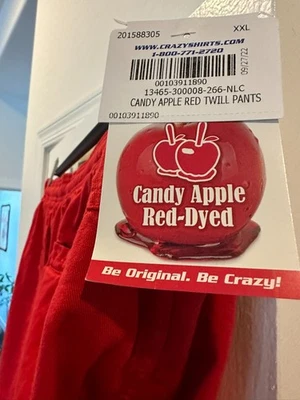 201588305 XXL
WWW.CRAZYSHIRTS.COM
1-800-771-2720
00103911890
09/27/22
13465-300008-266-NLC
CANDY APPLE RED TWILL PANTS
00103911890
Candy Apple
Red-Dyed
Be Original. Be Crazy!